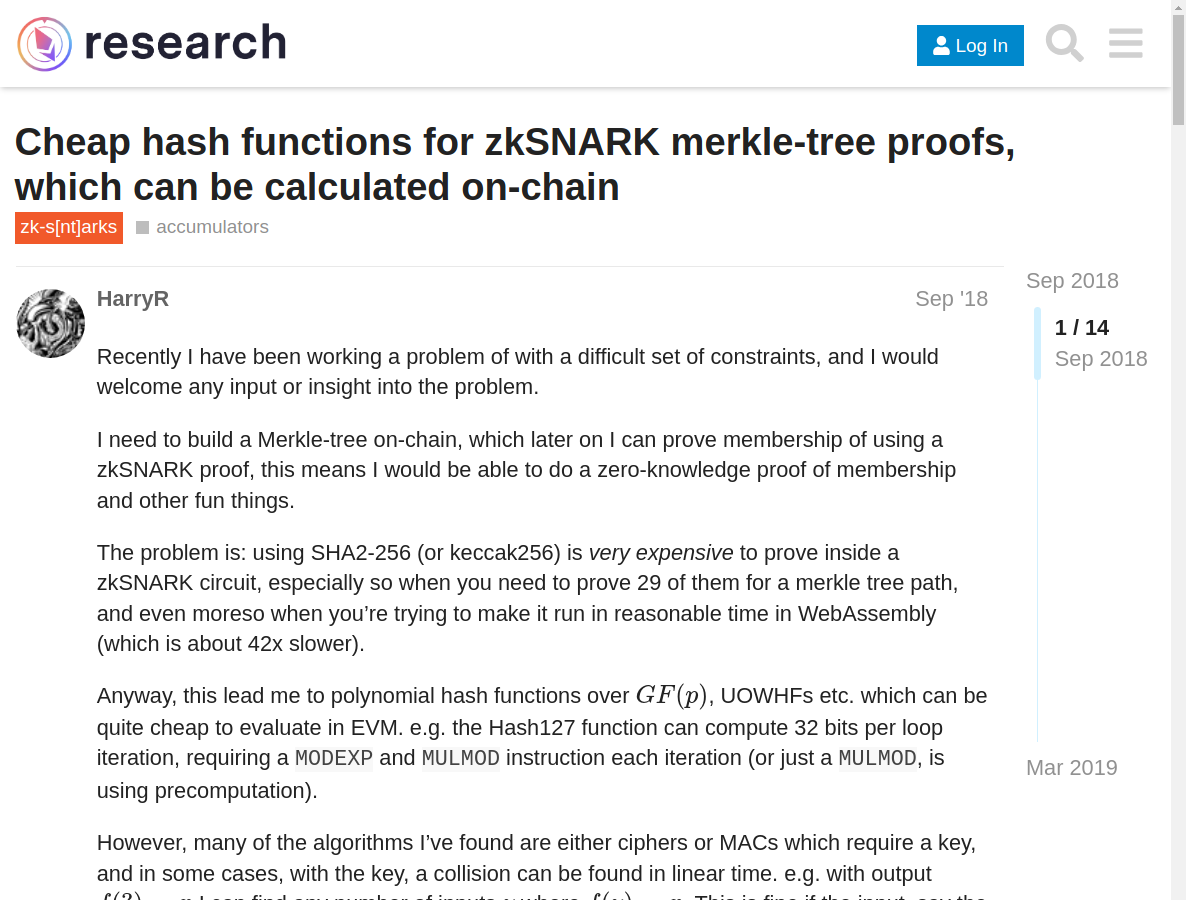 research
Log In
Cheap hash functions for zkSNARK merkle-tree proofs,
which can be calculated on-chain
zk-s[nt]arks
accumulators
HarryR
Sep '18
Sep 2018
1 / 14
Sep 2018
Recently I have been working a problem of with a difficult set of constraints, and I would
welcome any input or insight into the problem.
I need to build a Merkle-tree on-chain, which later on I can prove membership of using a
zkSNARK proof, this means I would be able to do a zero-knowledge proof of membership
and other fun things.
The problem is: using SHA2-256 (or keccak256) is very expensive to prove inside a
zkSNARK circuit, especially so when you need to prove 29 of them for a merkle tree path,
and even moreso when you’re trying to make it run in reasonable time in WebAssembly
(which is about 42x slower).
Anyway, this lead me to polynomial hash functions over GF(p), UOWHFs etc. which can be
quite cheap to evaluate in EVM. e.g. the Hash127 function can compute 32 bits per loop
iteration, requiring a MODEXP and MULMOD instruction each iteration (or just a MULMOD, is
using precomputation).
Mar 2019
However, many of the algorithms I’ve found are either ciphers or MACs which require a key,
and in some cases, with the key, a collision can be found in linear time. e.g. with output